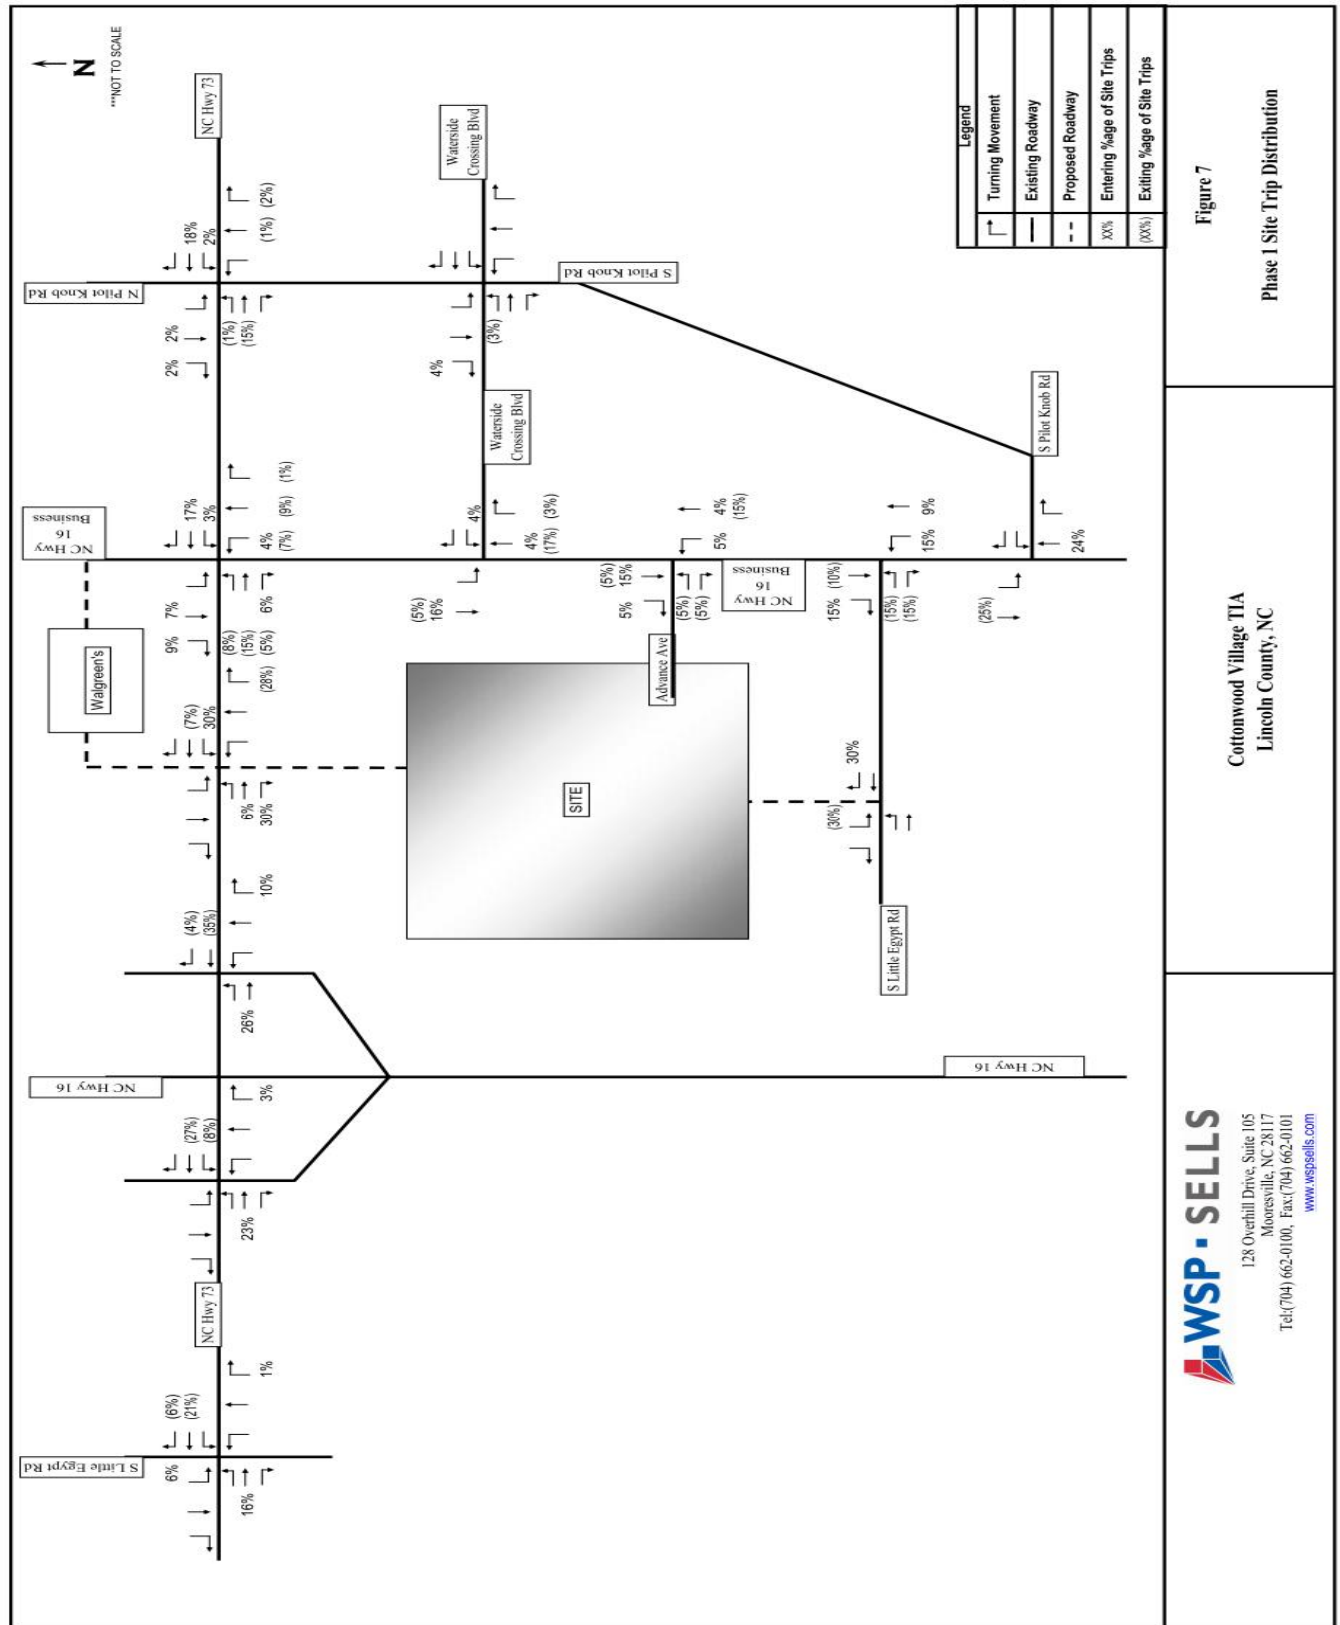 N
***NOT TO SCALE
NC Hwy 73
N Pilot Knob Rd
18%
2%
(1%) (2%)
2%
2%
(1%)
(15%)
Waterside
Crossing Blvd
S Pilot Knob Rd
4%
(3%)
Waterside
Crossing Blvd
NC Hwy
16
Business
17%
3%
4% (9%) (1%)
(7%)
7%
9%
6%
(8%)
(15%)
(5%)
4%
4% (3%)
(17%)
(5%)
16%
4%
(15%)
5%
(5%)
15%
5%
(5%)
(5%)
NC Hwy
16
Business
Advance Ave
9%
15%
15% (10%)
(15%)
(15%)
S Pilot Knob Rd
24%
(25%)
Walgreen's
(28%)
(7%)
30%
6%
30%
SITE
30%
(30%)
S Little Egypt Rd
10%
(4%)
(35%)
26%
NC Hwy 16
NC Hwy 16
3%
(27%)
(8%)
23%
NC Hwy 73
1%
(6%)
(21%)
S Little Egypt Rd
6%
16%
Legend
Turning Movement
Existing Roadway
Proposed Roadway
XX% Entering %age of Site Trips
(XX%) Exiting %age of Site Trips
WSP SELLS
128 Overhill Drive, Suite 105
Mooresville, NC 28117
Tel:(704) 662-0100, Fax:(704) 662-0101
www.wspsells.com
Cottonwood Village TIA
Lincoln County, NC
Figure 7
Phase 1 Site Trip Distribution